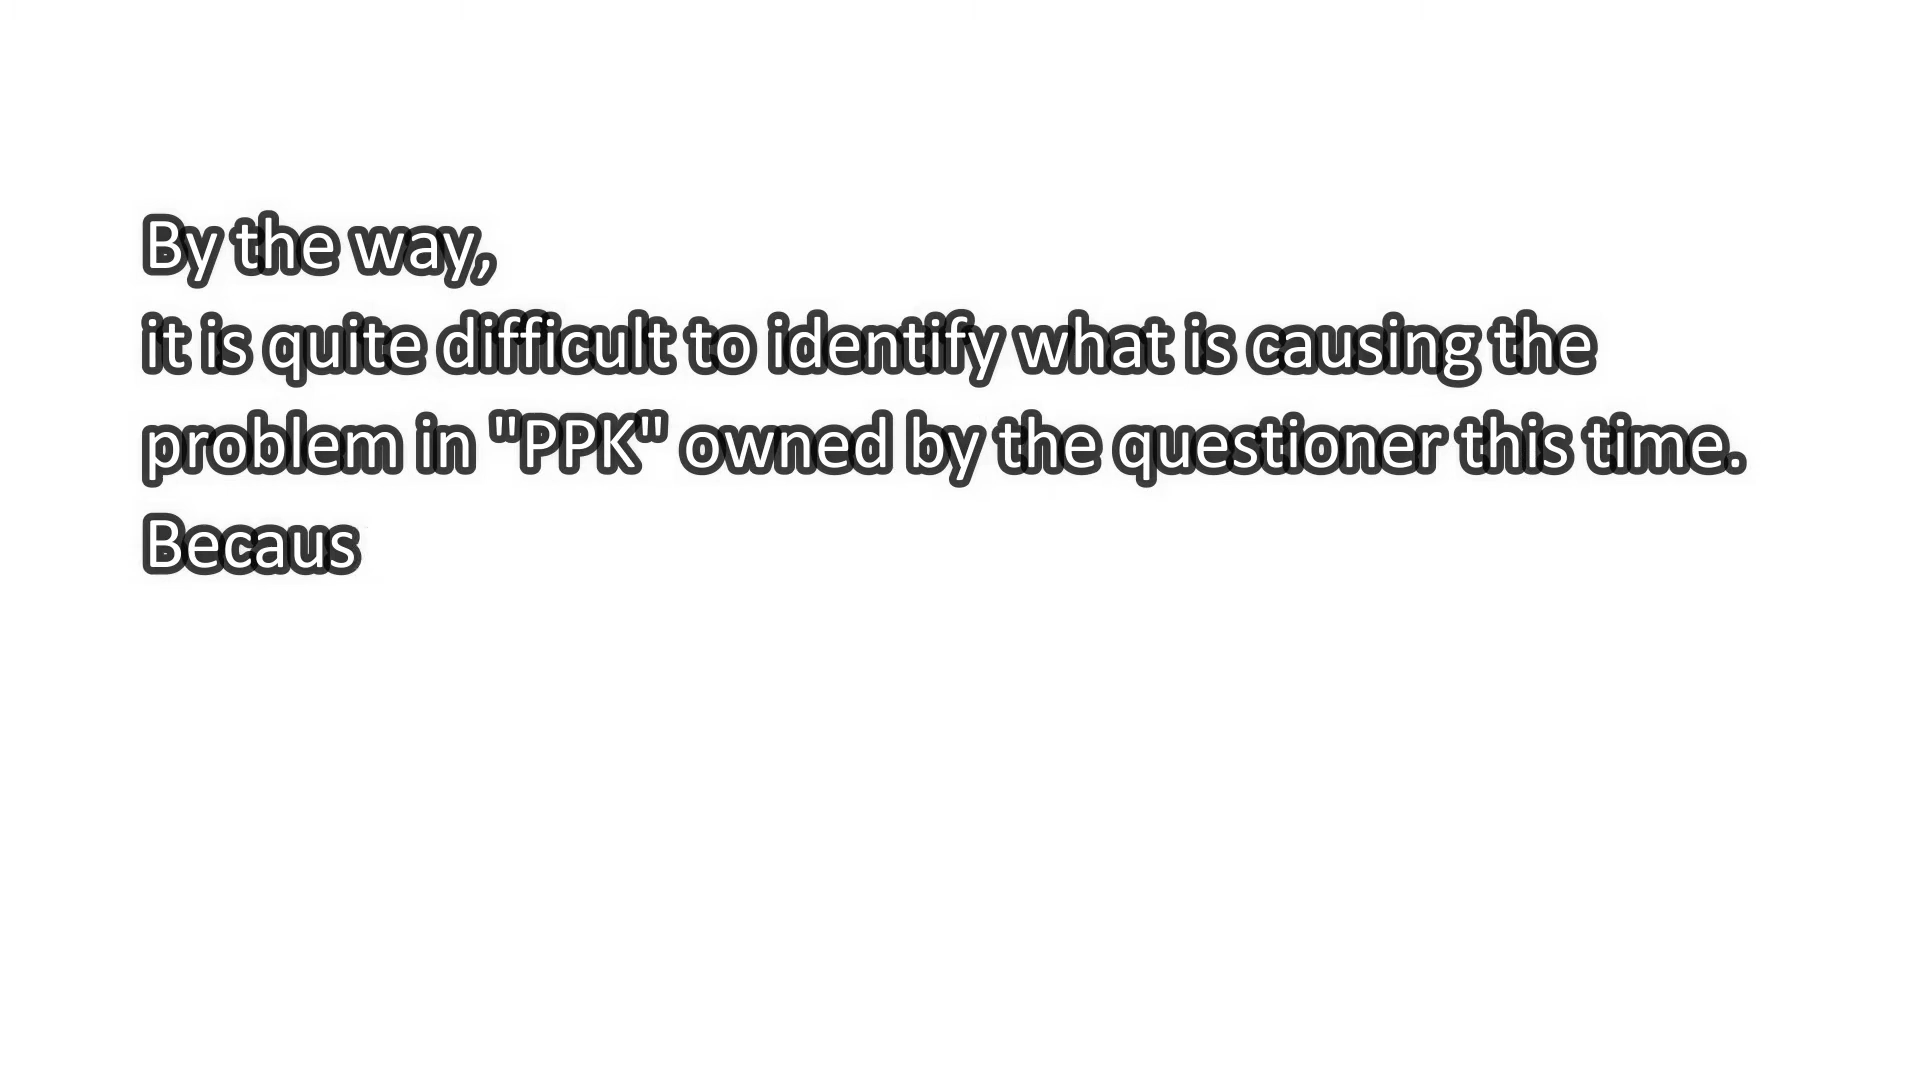 By the way,
it is quite difficult to identify what is causing the
problem in "PPK" owned by the questioner this time.
Becaus